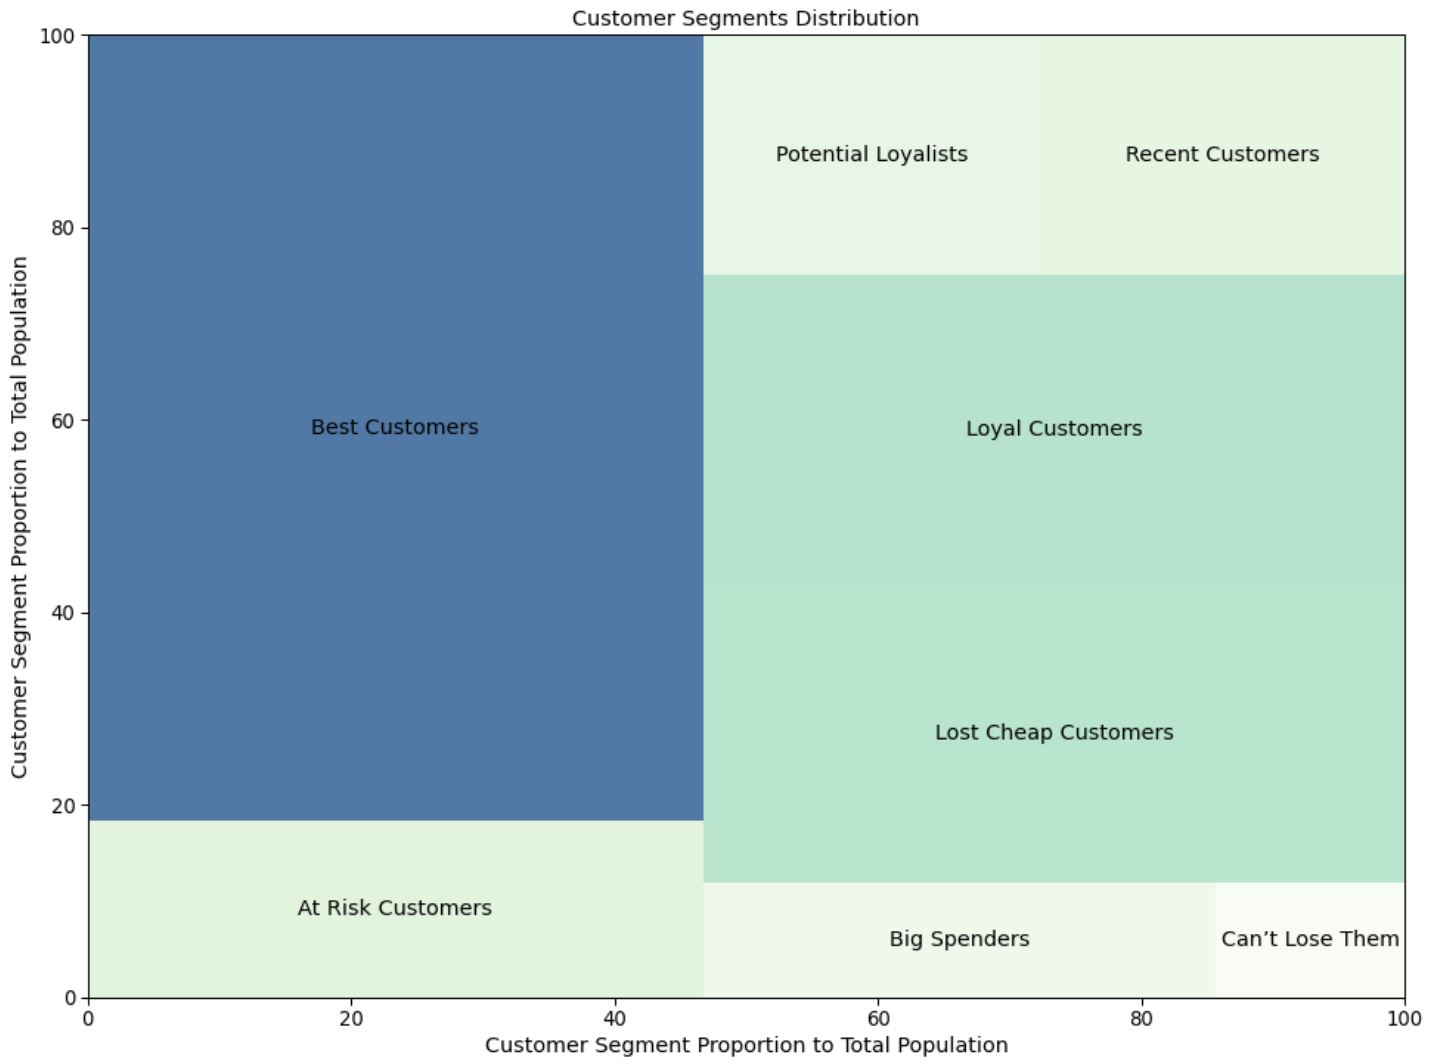 Customer Segments Distribution
Customer Segment Proportion to Total Population
100
80
60
40
20
0
Potential Loyalists
Recent Customers
Best Customers
Loyal Customers
Lost Cheap Customers
At Risk Customers
Big Spenders
Can’t Lose Them
0
20
40
60
80
100
Customer Segment Proportion to Total Population